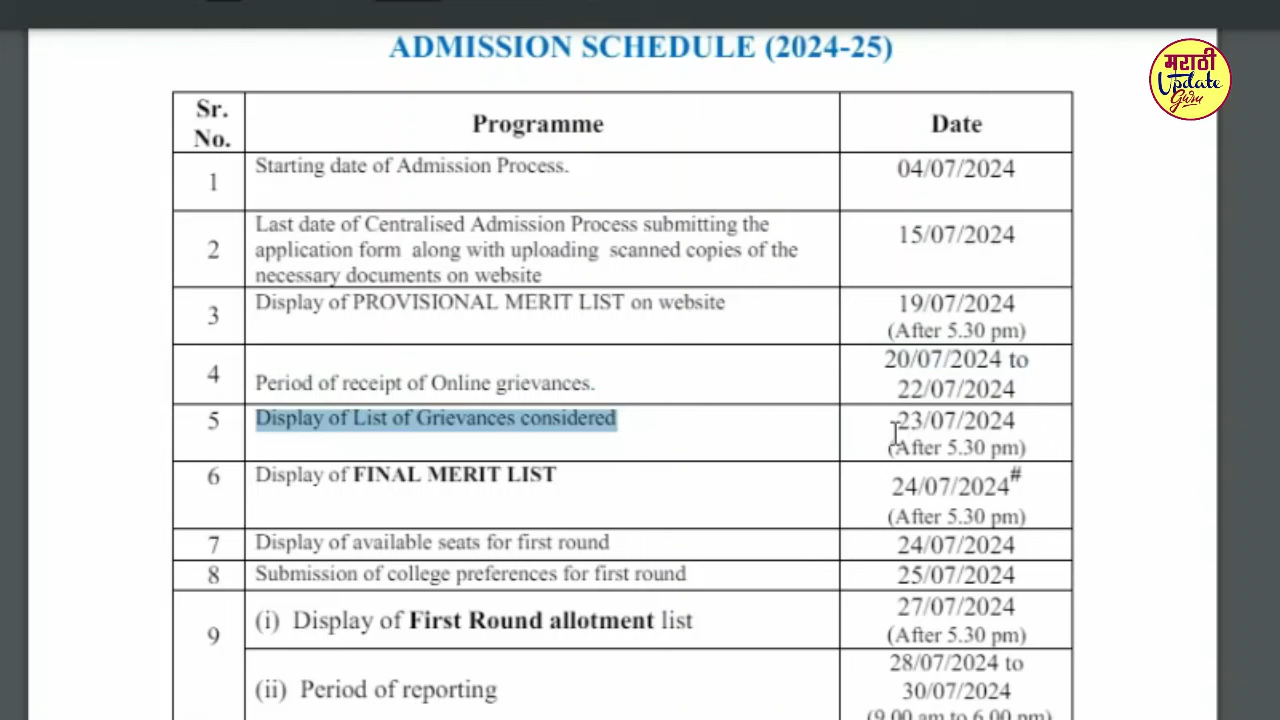 ADMISSION SCHEDULE (2024-25)
मराठी
Update
Guru
Sr.
No.
Programme
Date
1
Starting date of Admission Process.
04/07/2024
2
Last date of Centralised Admission Process submitting the
application form along with uploading scanned copies of the
necessary documents on website
15/07/2024
3
Display of PROVISIONAL MERIT LIST on website
19/07/2024
(After 5.30 pm)
4
Period of receipt of Online grievances.
20/07/2024 to
22/07/2024
5
Display of List of Grievances considered
23/07/2024
(After 5.30 pm)
6
Display of FINAL MERIT LIST
24/07/2024#
(After 5.30 pm)
7
Display of available seats for first round
24/07/2024
8
Submission of college preferences for first round
25/07/2024
9
(i) Display of First Round allotment list
27/07/2024
(After 5.30 pm)
(ii) Period of reporting
28/07/2024 to
30/07/2024
(9.00 am to 6.00 pm)